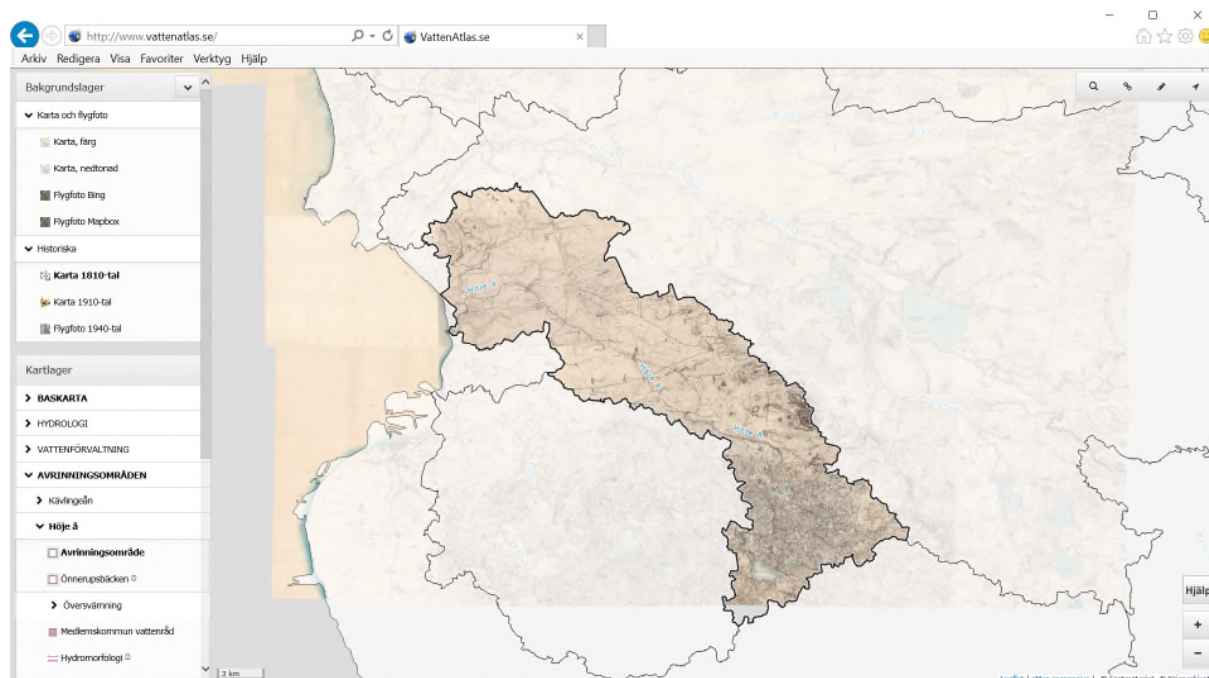 http://www.vattenatlas.se/
VattenAtlas.se
Arkiv Redigera Visa Favoriter Verktyg Hjälp
Bakgrundslager
Karta och flygfoto
Karta, färg
Karta, nedtonad
Flygfoto Bing
Flygfoto Mapbox
Historiska
Karta 1810-tal
Karta 1910-tal
Flygfoto 1940-tal
Kartlager
BASKARTA
HYDROLOGI
VATTENFÖRVALTNING
AVRINNINGSOMRÅDEN
Kävlingeån
Höje å
Avrinningsområde
Önnerupsbäcken
Översvämning
Medlemskommun vattenråd
Hydromorfologi
Höje å
Höje å
Höje å
Hjälp
+
−
2 km